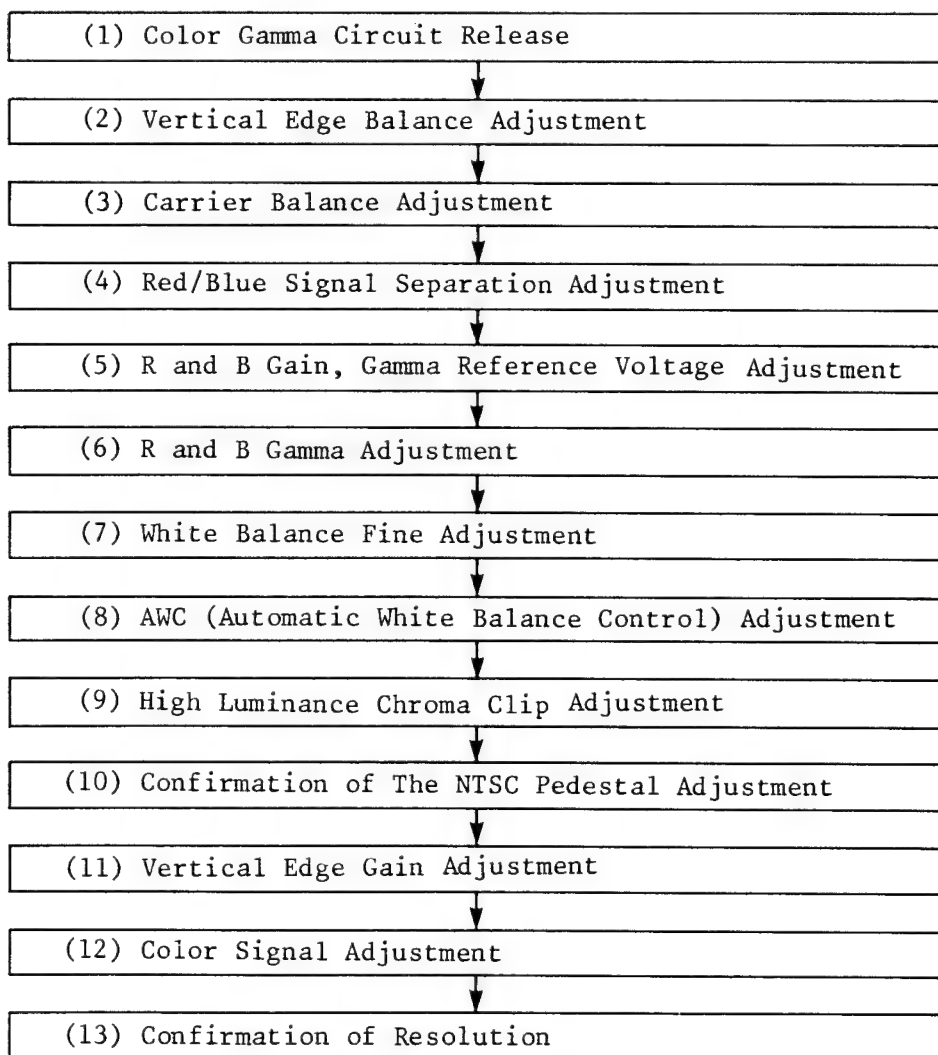 (1) Color Gamma Circuit Release
(2) Vertical Edge Balance Adjustment
(3) Carrier Balance Adjustment
(4) Red/Blue Signal Separation Adjustment
(5) R and B Gain, Gamma Reference Voltage Adjustment
(6) R and B Gamma Adjustment
(7) White Balance Fine Adjustment
(8) AWC (Automatic White Balance Control) Adjustment
(9) High Luminance Chroma Clip Adjustment
(10) Confirmation of The NTSC Pedestal Adjustment
(11) Vertical Edge Gain Adjustment
(12) Color Signal Adjustment
(13) Confirmation of Resolution